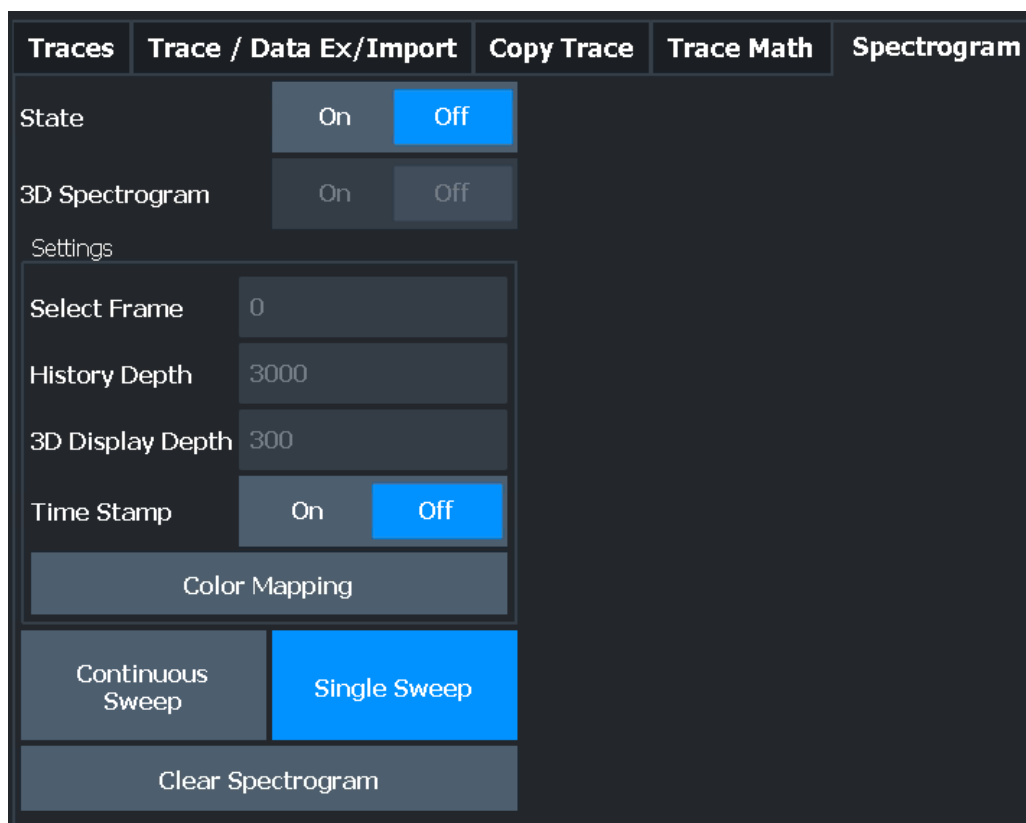 Traces Trace / Data Ex/Import Copy Trace Trace Math Spectrogram
State On Off
3D Spectrogram On Off
Settings
Select Frame 0
History Depth 3000
3D Display Depth 300
Time Stamp On Off
Color Mapping
Continuous
Sweep
Single Sweep
Clear Spectrogram